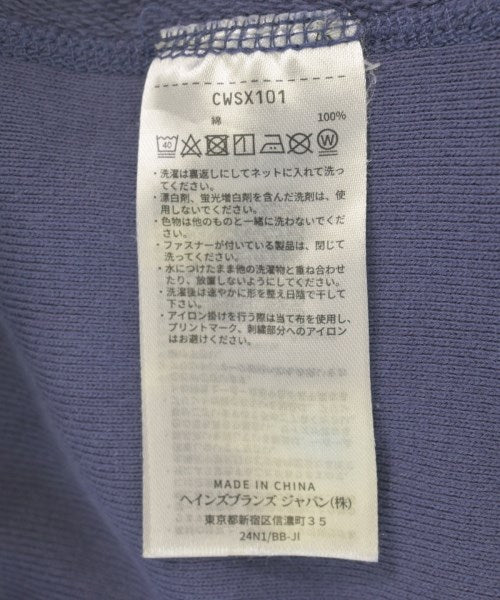 CWSX101
綿 100%
40
・洗濯は裏返しにしてネットに入れて洗っ
てください。
・漂白剤、蛍光増白剤を含んだ洗剤は、使
用しないでください。
・色物は他のものと一緒に洗わないでくだ
さい。
・ファスナーが付いている製品は、閉じて
洗ってください。
・水につけたまま他の洗濯物と重ね合わせ
たり、放置しないようにしてください。
・洗濯後は速やかに形を整え日陰で干して
下さい。
・アイロン掛けを行う際は当て布を使用し、
プリントマーク、刺繍部分へのアイロン
はお避けください。
MADE IN CHINA
ヘインズブランズ ジャパン(株)
東京都新宿区信濃町３５
24N1/BB-JI